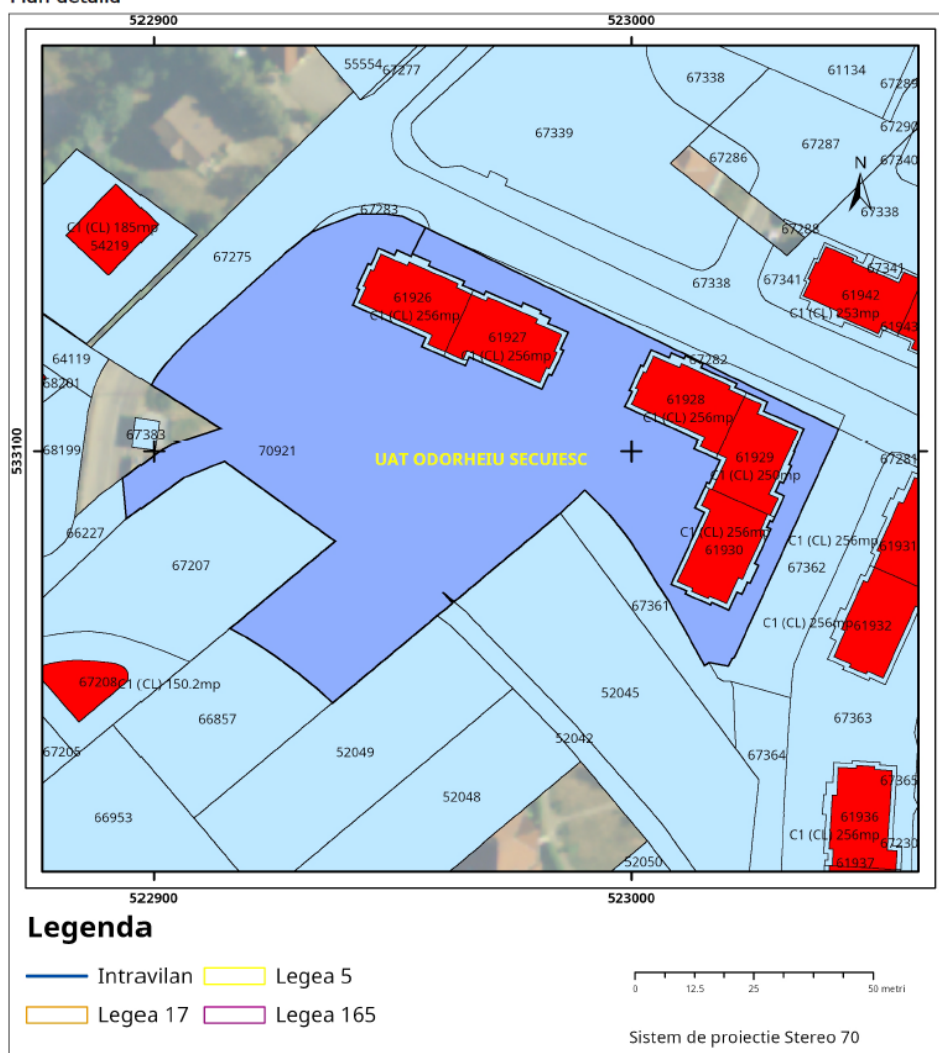 Plan detaliu
522900 523000
55554 67277
67338
61134
67289
67339
67290
67287
67286
67340
N
67283
67338
67288
C1 (CL) 185mp
54219
67275
67341
67341
67338
61926
C1 (CL) 256mp
61942
C1 (CL) 253mp
61943
61927
C1 (CL) 256mp
64119
67282
68201
61928
C1 (CL) 256mp
67383
533100
68199
70921
UAT ODORHEIU SECUIESC
61929
C1 (CL) 250mp
67281
66227
C1 (CL) 256mp
61930
C1 (CL) 256mp
61931
67207
67362
67361
C1 (CL) 256mp
61932
67208 C1 (CL) 150.2mp
52045
66857
67363
67205
52049
52042
67364
67365
52048
66953
61936
C1 (CL) 256mp
67230
52050
61937
522900 523000
Legenda
Intravilan Legea 5
Legea 17 Legea 165
0 12.5 25 50 metri
Sistem de proiectie Stereo 70